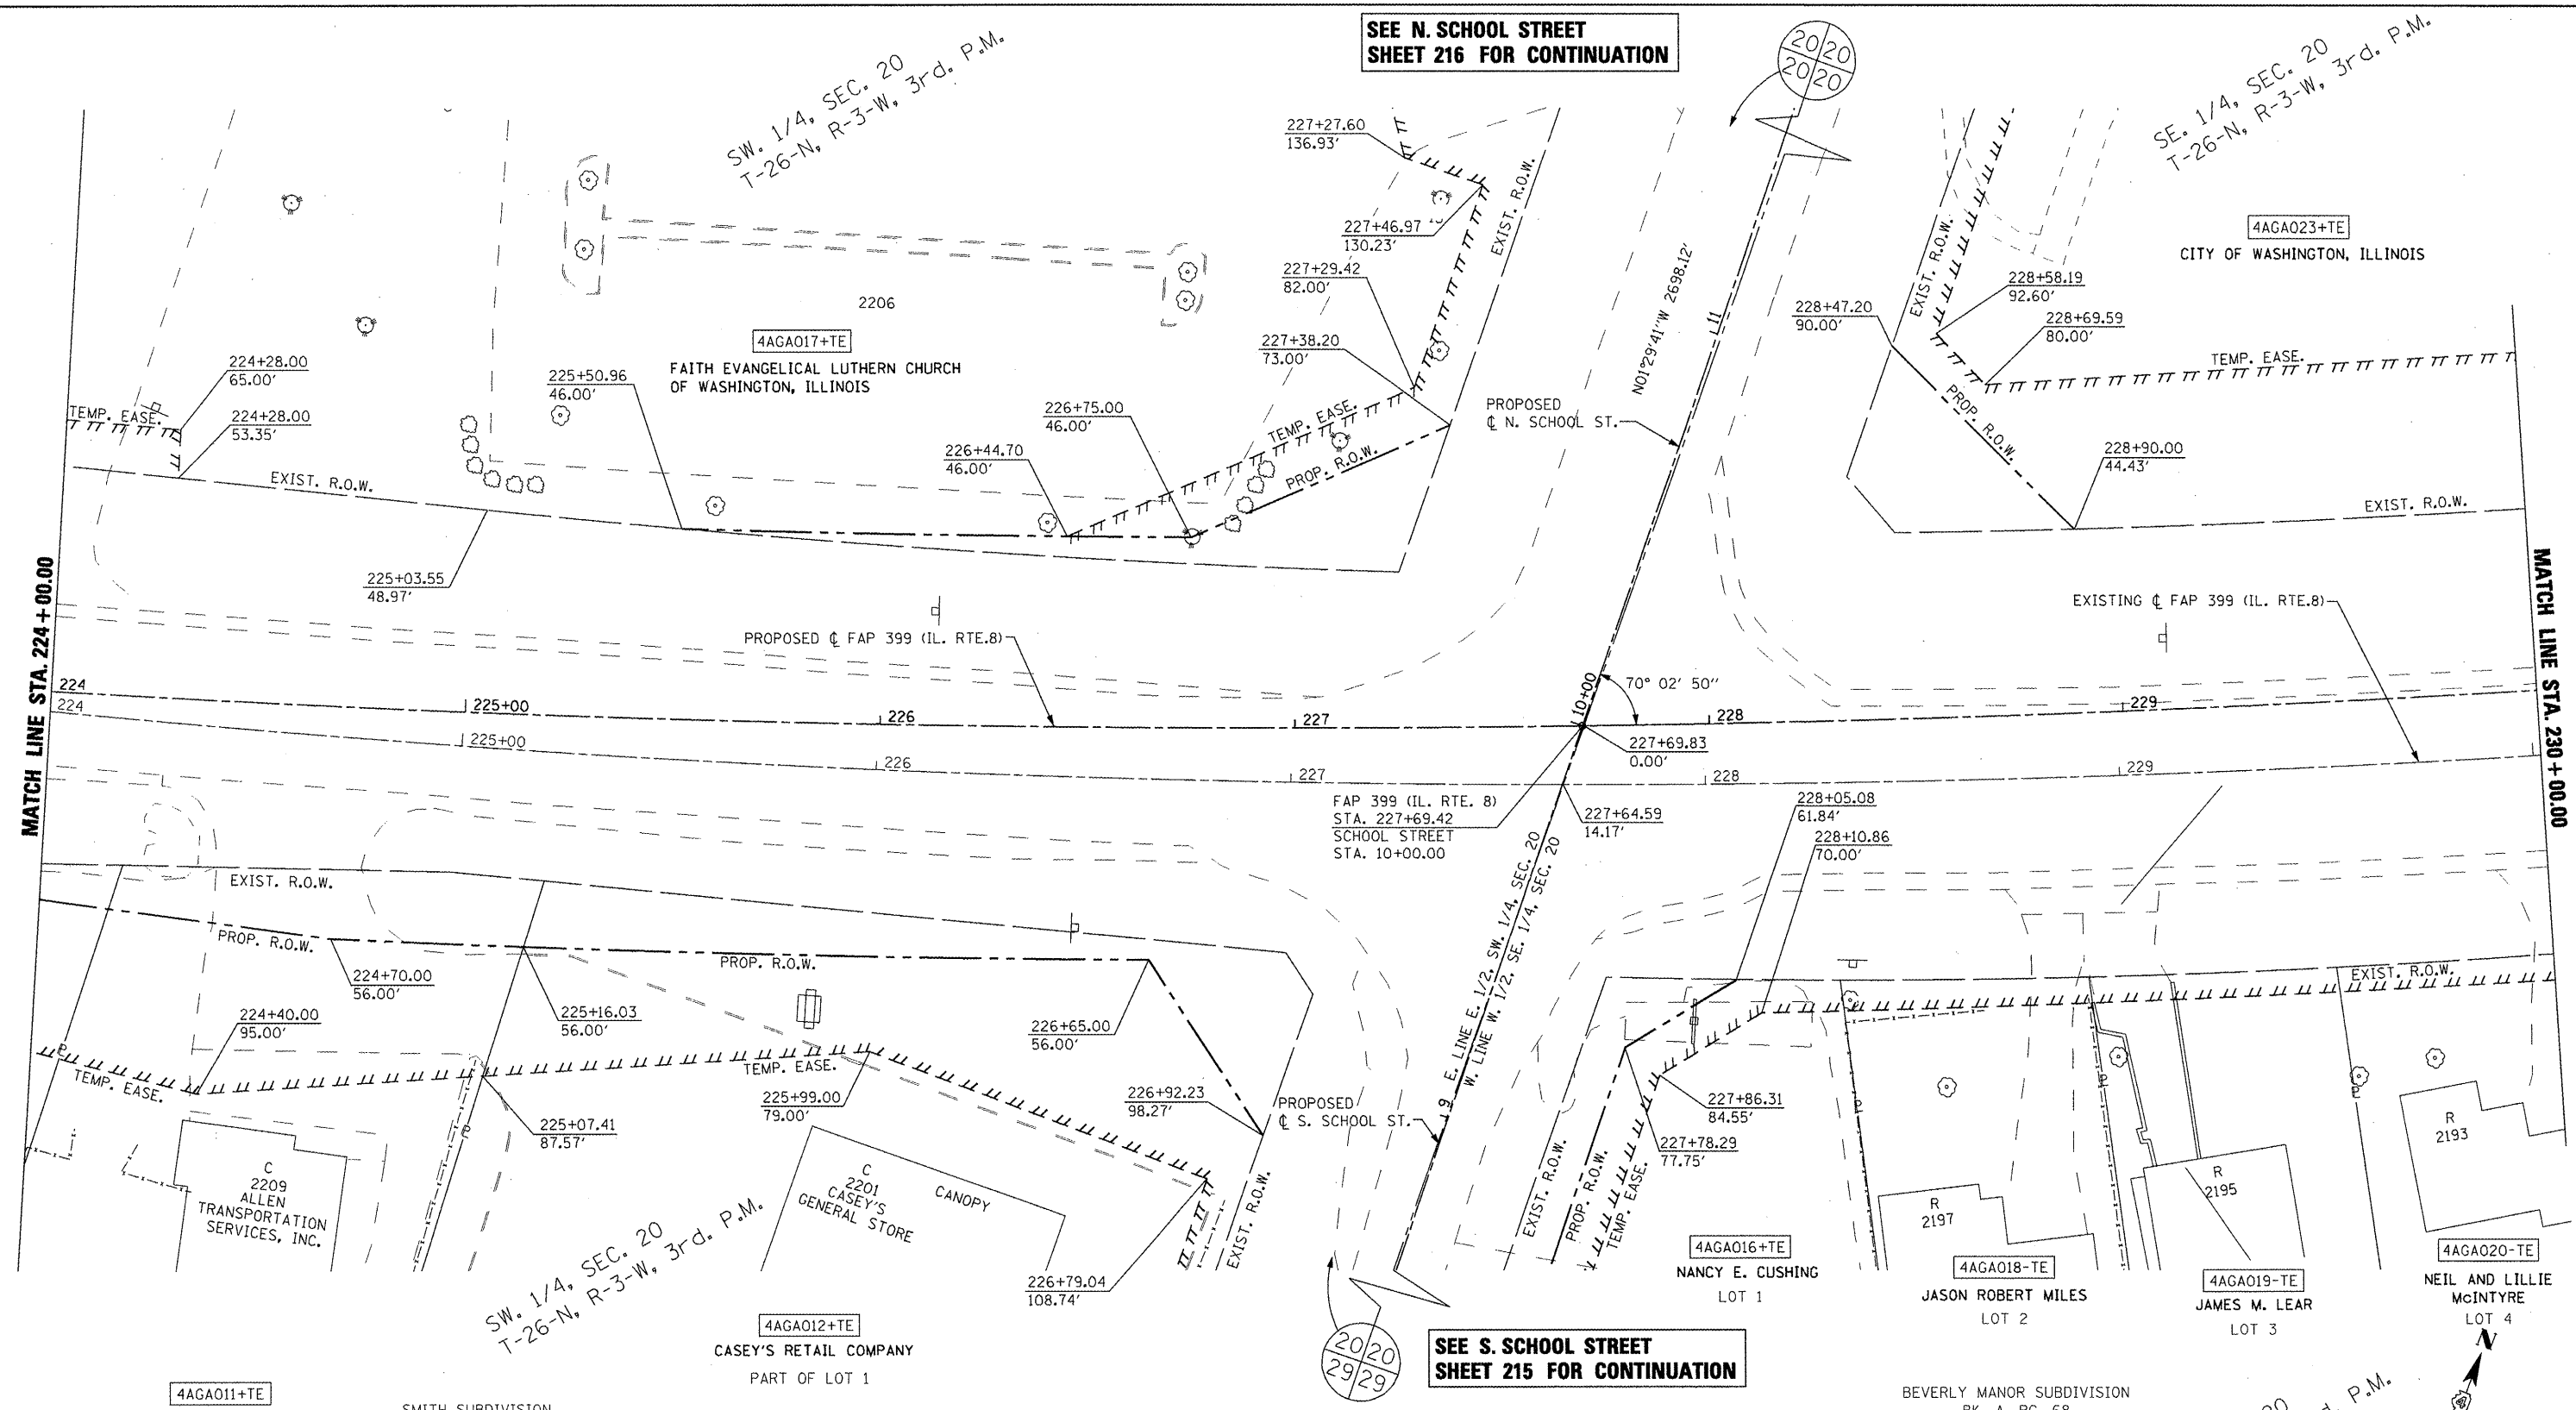 SEE N. SCHOOL STREET
SHEET 216 FOR CONTINUATION
20 20
20 20
SW. 1/4, SEC. 20
T-26-N, R-3-W, 3rd. P.M.
SE. 1/4, SEC. 20
T-26-N, R-3-W, 3rd. P.M.
227+27.60
136.93'
227+46.97
130.23'
EXIST. R.O.W.
227+29.42
82.00'
227+38.20
73.00'
N01°29'41"W 2698.12'
11
EXIST. R.O.W.
4AGA023+TE
CITY OF WASHINGTON, ILLINOIS
228+58.19
92.60'
228+47.20
90.00'
228+69.59
80.00'
TEMP. EASE.
PROP. R.O.W.
228+90.00
44.43'
EXIST. R.O.W.
2206
4AGA017+TE
FAITH EVANGELICAL LUTHERN CHURCH
OF WASHINGTON, ILLINOIS
224+28.00
65.00'
TEMP. EASE.
224+28.00
53.35'
EXIST. R.O.W.
225+50.96
46.00'
226+75.00
46.00'
226+44.70
46.00'
TEMP. EASE.
PROP. R.O.W.
PROPOSED
℄ N. SCHOOL ST.
225+03.55
48.97'
MATCH LINE STA. 224+00.00
MATCH LINE STA. 230+00.00
PROPOSED ℄ FAP 399 (IL. RTE.8)
EXISTING ℄ FAP 399 (IL. RTE.8)
224
225+00
226
227
10+00
70° 02' 50"
228
229
224
225+00
226
227
228
229
227+69.83
0.00'
FAP 399 (IL. RTE. 8)
STA. 227+69.42
SCHOOL STREET
STA. 10+00.00
227+64.59
14.17'
228+05.08
61.84'
228+10.86
70.00'
E. LINE E. 1/2, SW. 1/4, SEC. 20
W. LINE W. 1/2, SE. 1/4, SEC. 20
EXIST. R.O.W.
PROP. R.O.W.
224+70.00
56.00'
PROP. R.O.W.
224+40.00
95.00'
225+16.03
56.00'
226+65.00
56.00'
TEMP. EASE.
TEMP. EASE.
225+99.00
79.00'
226+92.23
98.27'
225+07.41
87.57'
PROPOSED
℄ S. SCHOOL ST.
9
EXIST. R.O.W.
227+86.31
84.55'
227+78.29
77.75'
EXIST. R.O.W.
PROP. R.O.W.
TEMP. EASE.
EXIST. R.O.W.
C
2209
ALLEN
TRANSPORTATION
SERVICES, INC.
C
2201
CASEY'S
GENERAL STORE
CANOPY
226+79.04
108.74'
R
2197
R
2195
R
2193
SW. 1/4, SEC. 20
T-26-N, R-3-W, 3rd. P.M.
4AGA016+TE
NANCY E. CUSHING
LOT 1
4AGA018-TE
JASON ROBERT MILES
LOT 2
4AGA019-TE
JAMES M. LEAR
LOT 3
4AGA020-TE
NEIL AND LILLIE
McINTYRE
LOT 4
N
4AGA012+TE
CASEY'S RETAIL COMPANY
PART OF LOT 1
20 20
29 29
SEE S. SCHOOL STREET
SHEET 215 FOR CONTINUATION
4AGA011+TE
SMITH SUBDIVISION
BEVERLY MANOR SUBDIVISION
BK. A PG. 68
20
P.M.